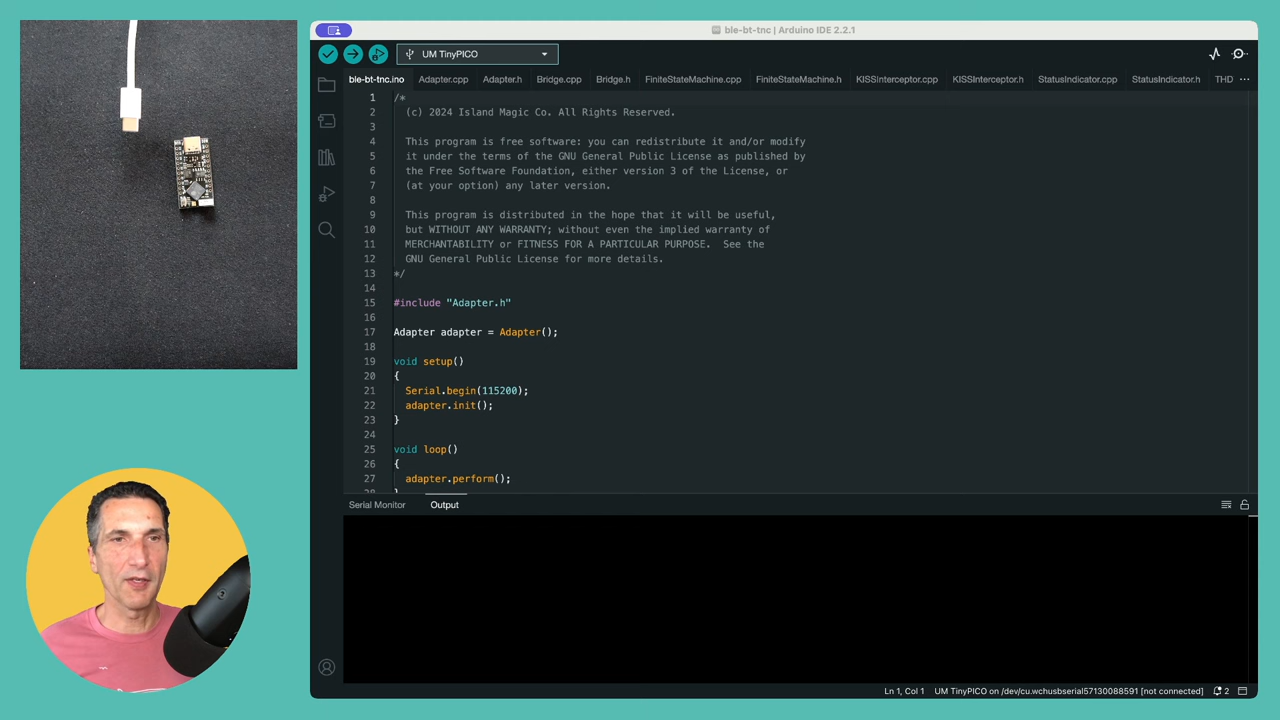 ble-bt-tnc | Arduino IDE 2.2.1
UM TinyPICO
ble-bt-tnc.ino Adapter.cpp Adapter.h Bridge.cpp Bridge.h FiniteStateMachine.cpp FiniteStateMachine.h KISSInterceptor.cpp KISSInterceptor.h StatusIndicator.cpp StatusIndicator.h THD ...
1 /*
2 (c) 2024 Island Magic Co. All Rights Reserved.
3
4 This program is free software: you can redistribute it and/or modify
5 it under the terms of the GNU General Public License as published by
6 the Free Software Foundation, either version 3 of the License, or
7 (at your option) any later version.
8
9 This program is distributed in the hope that it will be useful,
10 but WITHOUT ANY WARRANTY; without even the implied warranty of
11 MERCHANTABILITY or FITNESS FOR A PARTICULAR PURPOSE.  See the
12 GNU General Public License for more details.
13 */
14
15 #include "Adapter.h"
16
17 Adapter adapter = Adapter();
18
19 void setup()
20 {
21 Serial.begin(115200);
22 adapter.init();
23 }
24
25 void loop()
26 {
27 adapter.perform();
28 }
Serial Monitor Output
Ln 1, Col 1 UM TinyPICO on /dev/cu.wchusbserial57130088591 [not connected] 2